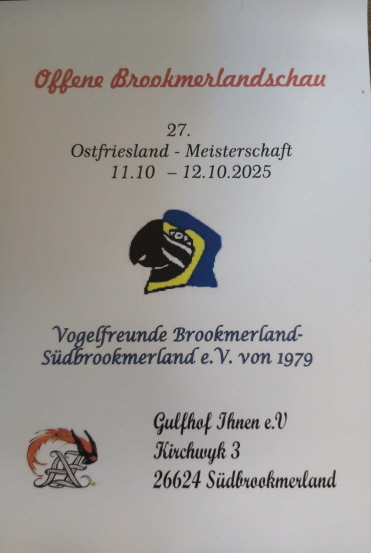 Offene Brookmerlandschau
27.
Ostfriesland - Meisterschaft
11.10 – 12.10.2025
Vogelfreunde Brookmerland-
Südbrookmerland e.V. von 1979
AZ
Gulfhof Ihnen e.V
Kirchwyk 3
26624 Südbrookmerland